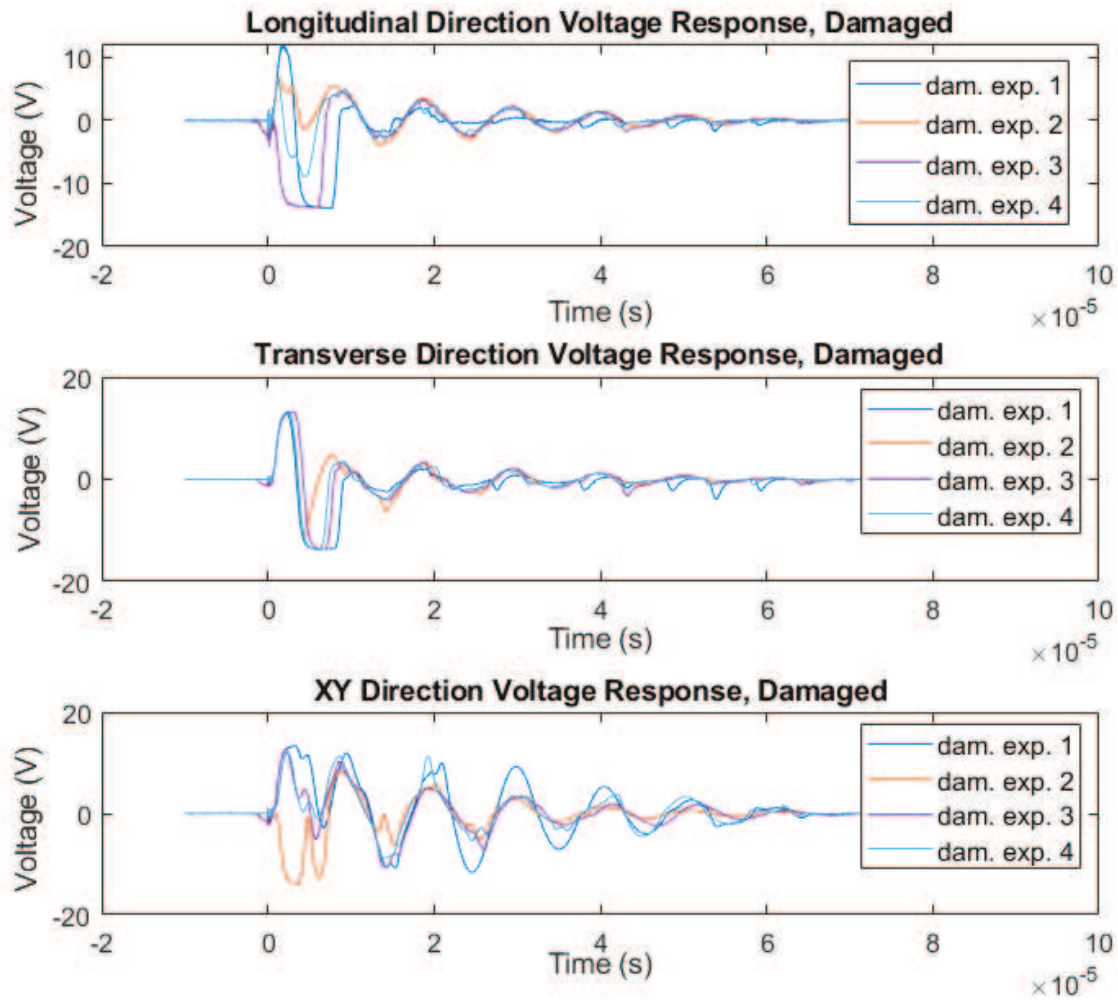 Longitudinal Direction Voltage Response, Damaged
10
0
-10
-20
Voltage (V)
dam. exp. 1
dam. exp. 2
dam. exp. 3
dam. exp. 4
-2 0 2 4 6 8 10
Time (s)
×10-5
Transverse Direction Voltage Response, Damaged
20
0
-20
Voltage (V)
dam. exp. 1
dam. exp. 2
dam. exp. 3
dam. exp. 4
-2 0 2 4 6 8 10
Time (s)
×10-5
XY Direction Voltage Response, Damaged
20
0
-20
Voltage (V)
dam. exp. 1
dam. exp. 2
dam. exp. 3
dam. exp. 4
-2 0 2 4 6 8 10
Time (s)
×10-5